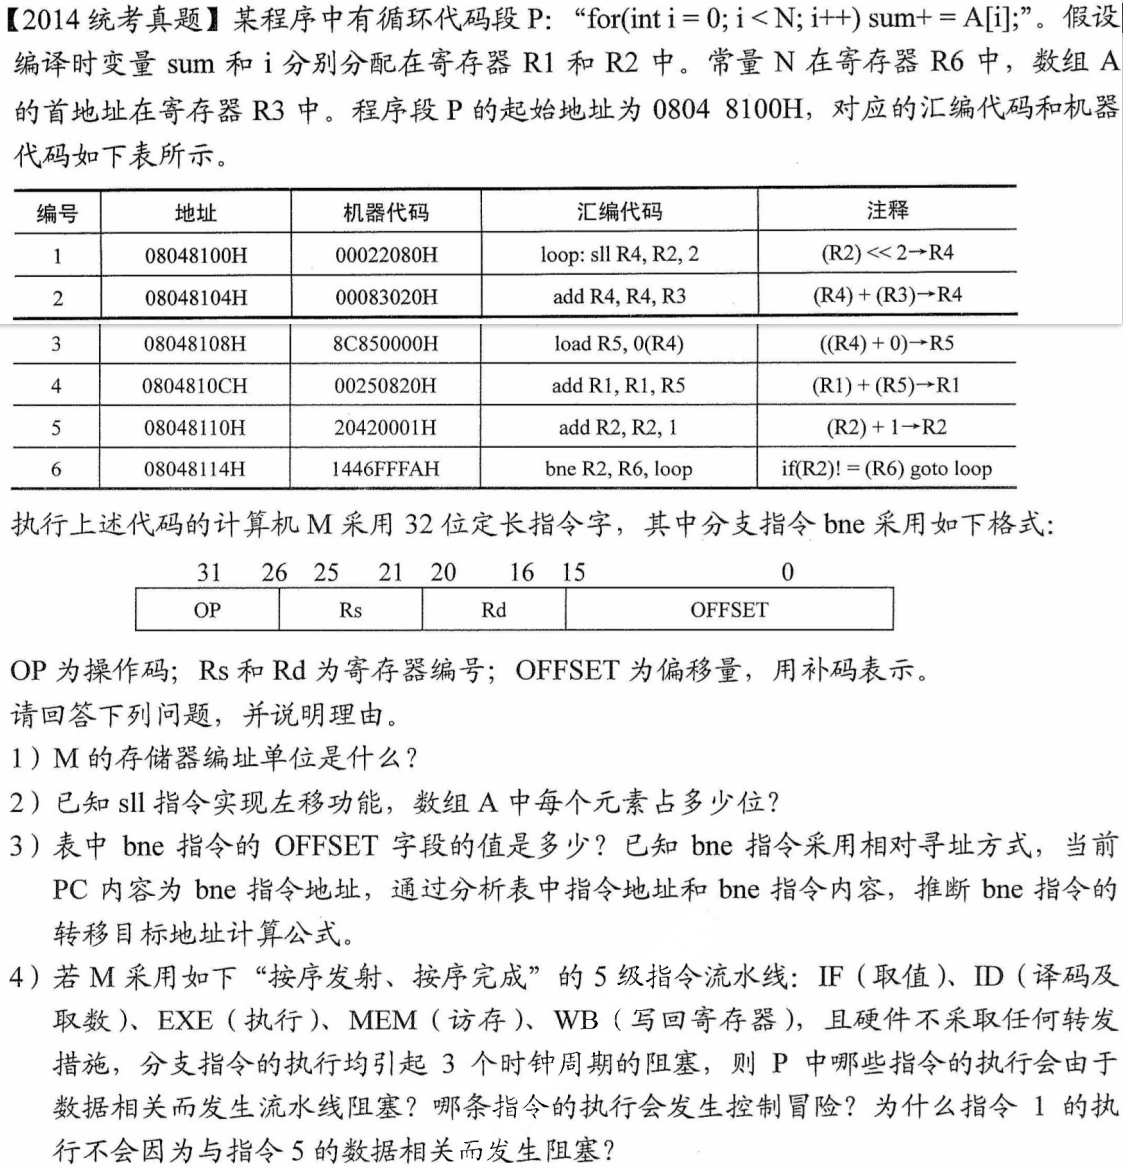 【2014 统考真题】某程序中有循环代码段 P：“for(int i = 0; i < N; i++) sum+ = A[i];”。假设
编译时变量 sum 和 i 分别分配在寄存器 R1 和 R2 中。常量 N 在寄存器 R6 中，数组 A
的首地址在寄存器 R3 中。程序段 P 的起始地址为 0804 8100H，对应的汇编代码和机器
代码如下表所示。
编号 地址 机器代码 汇编代码 注释
1 08048100H 00022080H loop: sll R4, R2, 2 (R2) << 2→R4
2 08048104H 00083020H add R4, R4, R3 (R4) + (R3)→R4
3 08048108H 8C850000H load R5, 0(R4) ((R4) + 0)→R5
4 0804810CH 00250820H add R1, R1, R5 (R1) + (R5)→R1
5 08048110H 20420001H add R2, R2, 1 (R2) + 1→R2
6 08048114H 1446FFFAH bne R2, R6, loop if(R2)! = (R6) goto loop
执行上述代码的计算机 M 采用 32 位定长指令字，其中分支指令 bne 采用如下格式：
31 26 25 21 20 16 15 0
OP Rs Rd OFFSET
OP 为操作码；Rs 和 Rd 为寄存器编号；OFFSET 为偏移量，用补码表示。
请回答下列问题，并说明理由。
1）M 的存储器编址单位是什么？
2）已知 sll 指令实现左移功能，数组 A 中每个元素占多少位？
3）表中 bne 指令的 OFFSET 字段的值是多少？已知 bne 指令采用相对寻址方式，当前
PC 内容为 bne 指令地址，通过分析表中指令地址和 bne 指令内容，推断 bne 指令的
转移目标地址计算公式。
4）若 M 采用如下“按序发射、按序完成”的 5 级指令流水线：IF（取值）、ID（译码及
取数）、EXE（执行）、MEM（访存）、WB（写回寄存器），且硬件不采取任何转发
措施，分支指令的执行均引起 3 个时钟周期的阻塞，则 P 中哪些指令的执行会由于
数据相关而发生流水线阻塞？哪条指令的执行会发生控制冒险？为什么指令 1 的执
行不会因为与指令 5 的数据相关而发生阻塞？